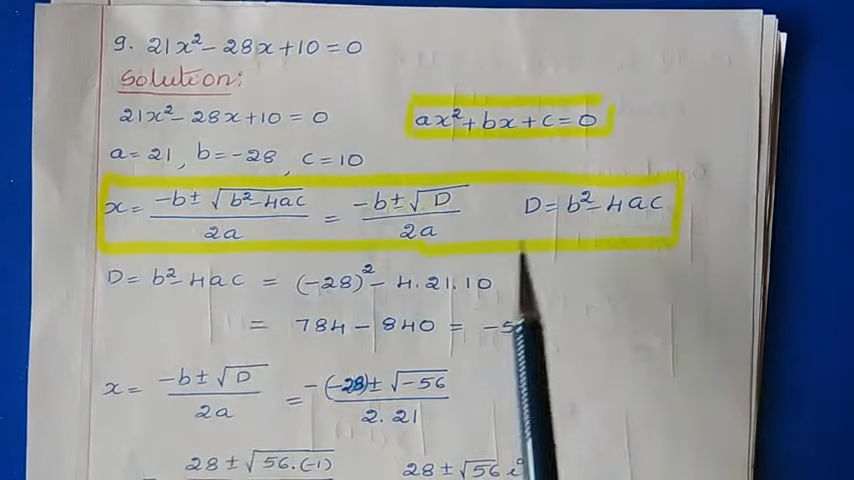 9. 21x² - 28x + 10 = 0
Solution:
21x² - 28x + 10 = 0 ax² + bx + c = 0
a = 21, b = -28, c = 10
x = (-b ± √(b² - 4ac))/(2a) = (-b ± √D)/(2a) D = b² - 4ac
D = b² - 4ac = (-28)² - 4.21.10
= 784 - 840 = -5
x = (-b ± √D)/(2a) = (-(-28) ± √(-56))/(2.21)
28 ± √(56.(-1)) 28 ± √56 i